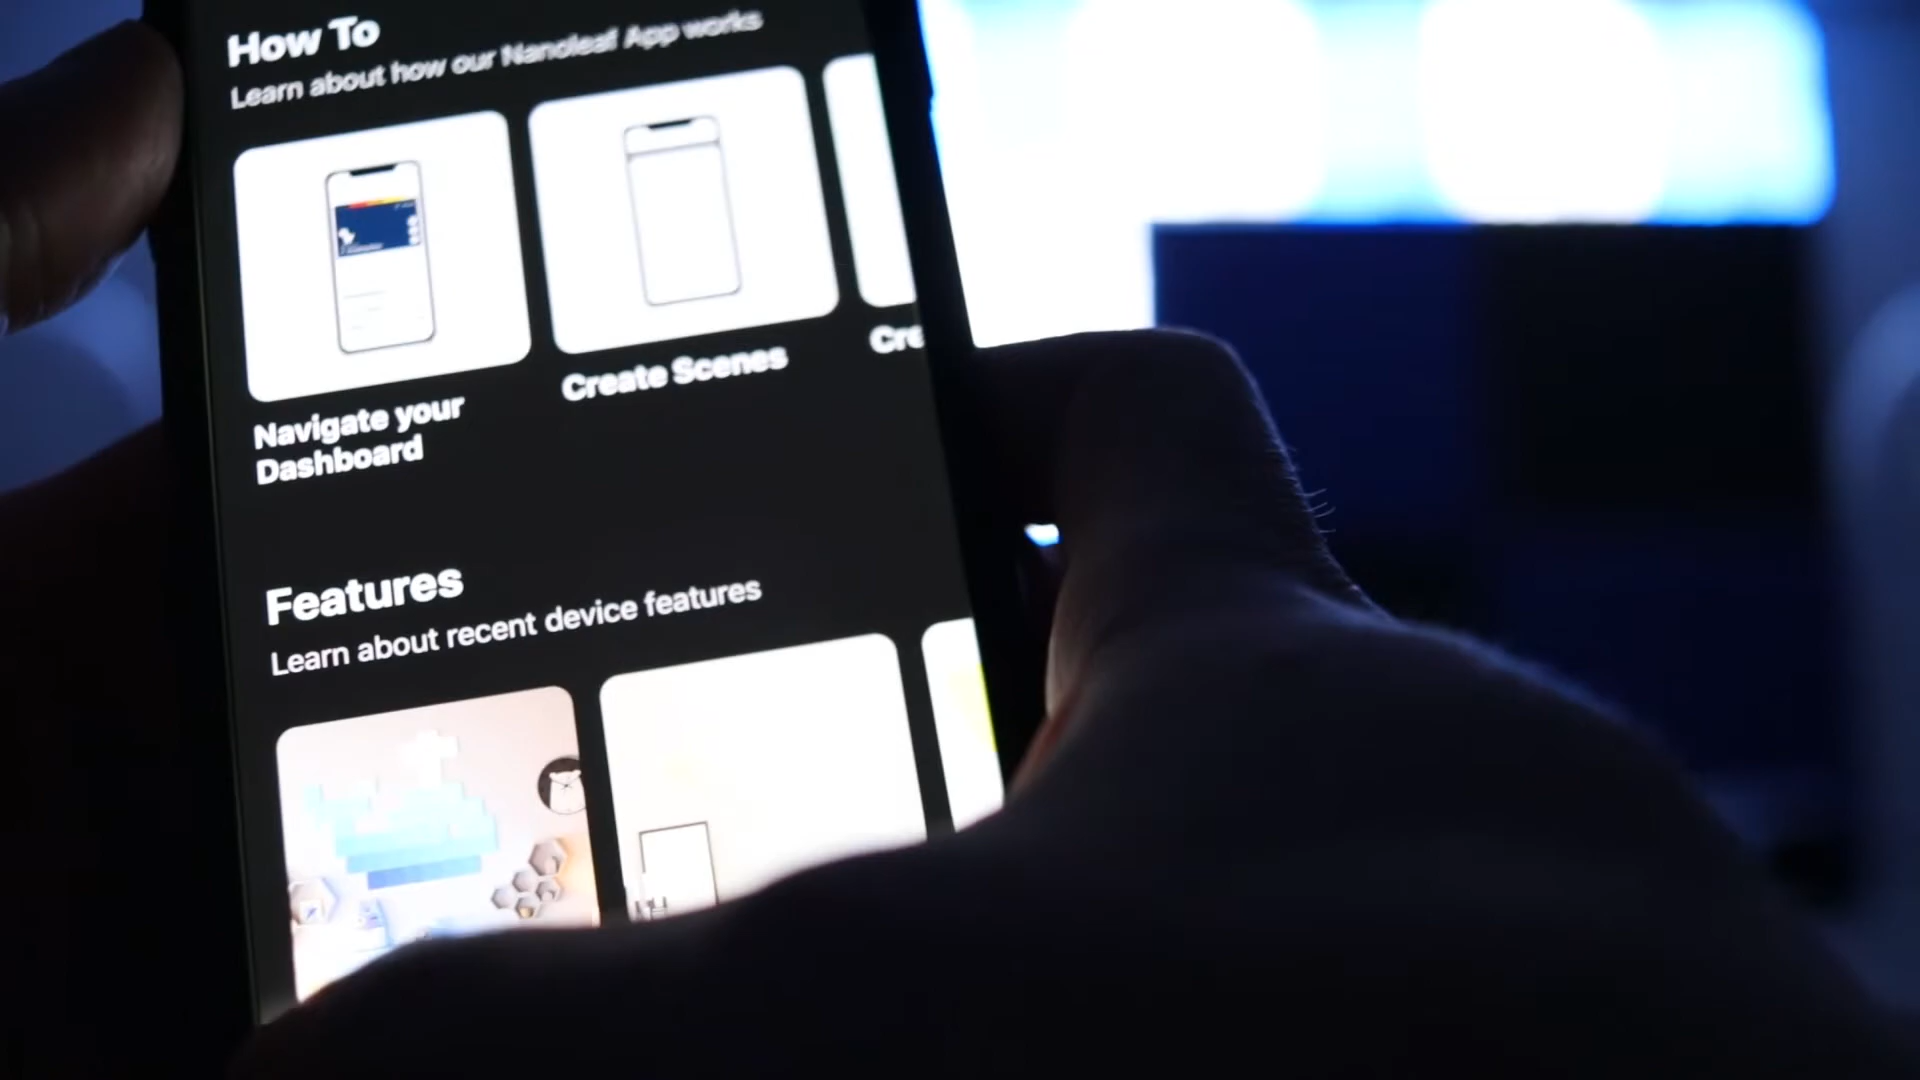 How To
Learn about how our Nanoleaf App works
Navigate your
Dashboard
Create Scenes
Cre
Features
Learn about recent device features